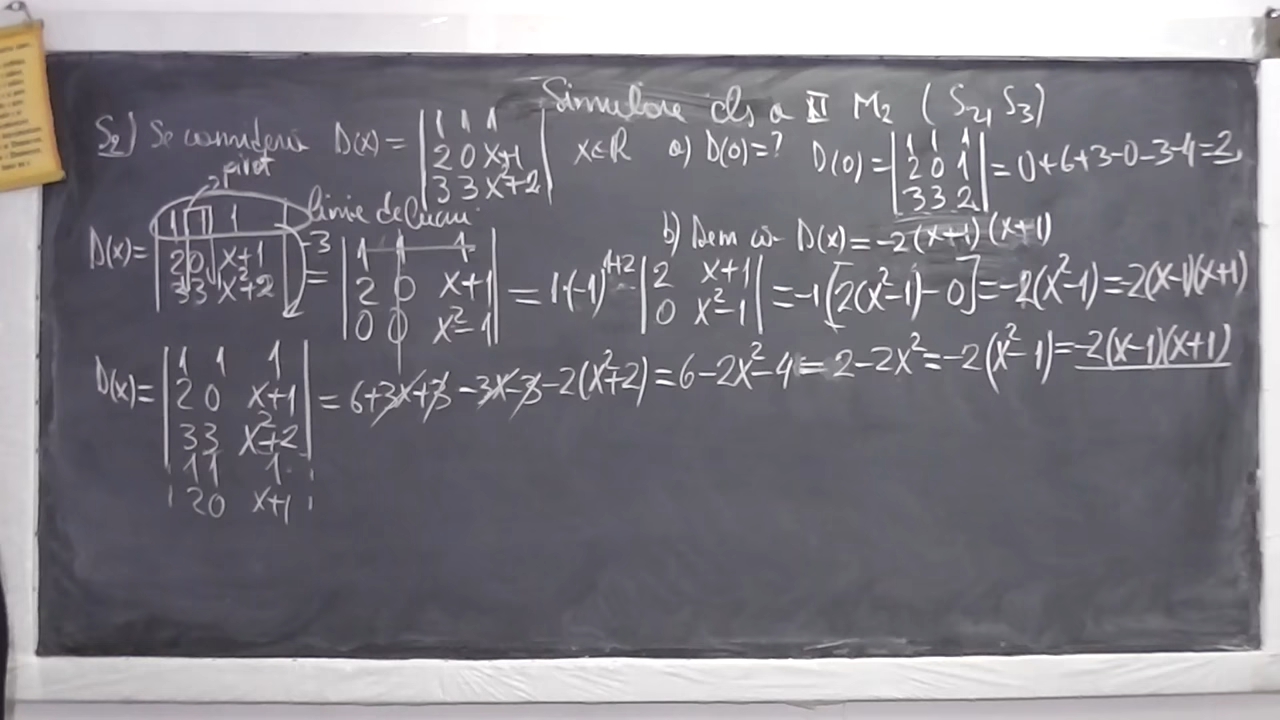 Simulare cls a XII M2 (S2, S3)
S2) Se consideră D(x) = |1 1 1; 2 0 x+1; 3 3 x²+2| x∈R a) D(0)=? D(0) = |1 1 1; 2 0 1; 3 3 2| = 0+6+3-0-3-4=2
pivot
linie de lucru
b) Dem că D(x) = -2(x+1)(x+1)
D(x) = |1 1 1; 2 0 x+1; 3 3 x²+2| -3 = |1 1 1; 2 0 x+1; 0 0 x²-1| = 1·(-1)^{1+2}·|2 x+1; 0 x²-1| = -1[2(x²-1)-0] = -2(x²-1) = -2(x-1)(x+1)
D(x) = |1 1 1; 2 0 x+1; 3 3 x²+2| = 6+3x+3-3x-3-2(x²+2) = 6-2x²-4 = 2-2x² = -2(x²-1) = -2(x-1)(x+1)
1 1 1
2 0 x+1